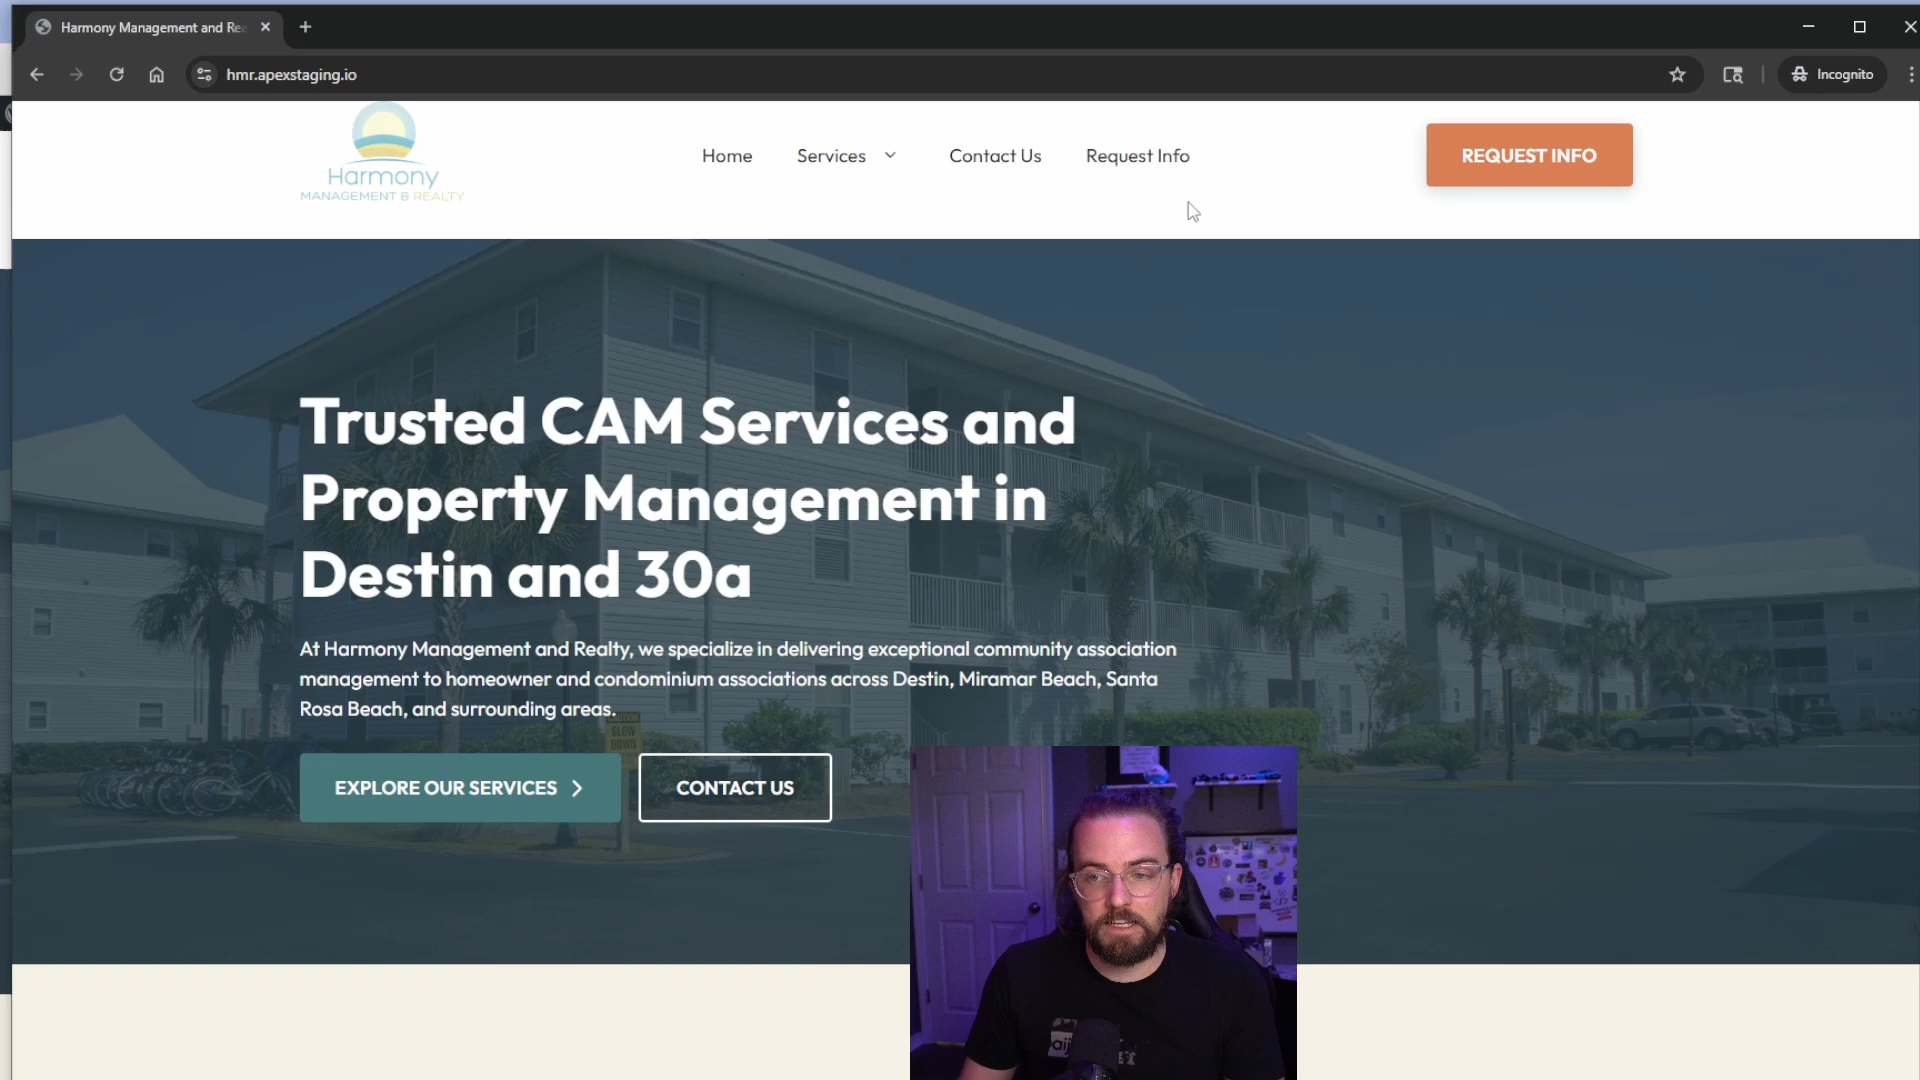 Harmony Management and Rea
hmr.apexstaging.io
Incognito
Harmony
MANAGEMENT & REALTY
Home
Services
Contact Us
Request Info
REQUEST INFO
Trusted CAM Services and
Property Management in
Destin and 30a
At Harmony Management and Realty, we specialize in delivering exceptional community association
management to homeowner and condominium associations across Destin, Miramar Beach, Santa
Rosa Beach, and surrounding areas.
SLOW
DOWN
EXPLORE OUR SERVICES
CONTACT US